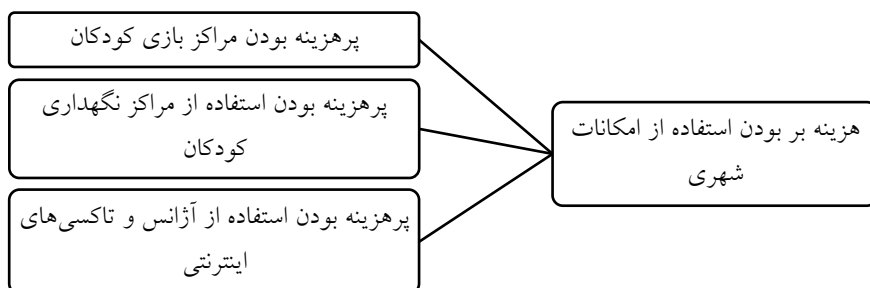 پرهزینه بودن مراکز بازی کودکان
پرهزینه بودن استفاده از مراکز نگهداری
کودکان
پرهزینه بودن استفاده از آژانس و تاکسی‌های
اینترنتی
هزینه بر بودن استفاده از امکانات
شهری